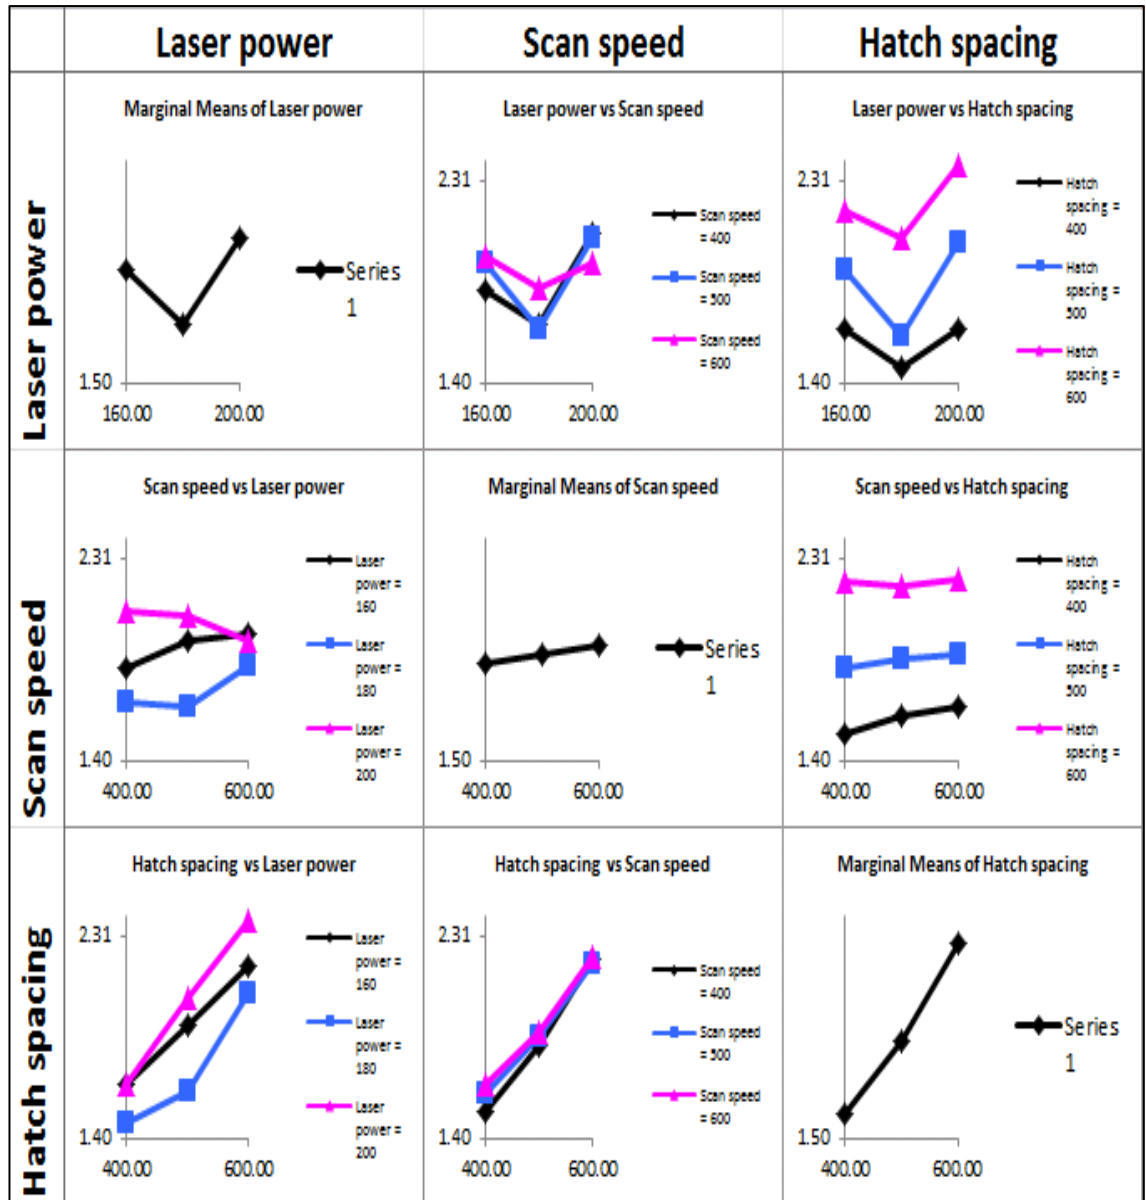 Laser power
Scan speed
Hatch spacing
Laser power
Marginal Means of Laser power
1.50
160.00
200.00
Series
1
Laser power vs Scan speed
2.31
1.40
160.00
200.00
Scan speed
= 400
Scan speed
= 500
Scan speed
= 600
Laser power vs Hatch spacing
2.31
1.40
160.00
200.00
Hatch
spacing =
400
Hatch
spacing =
500
Hatch
spacing =
600
Scan speed
Scan speed vs Laser power
2.31
1.40
400.00
600.00
Laser
power =
160
Laser
power =
180
Laser
power =
200
Marginal Means of Scan speed
1.50
400.00
600.00
Series
1
Scan speed vs Hatch spacing
2.31
1.40
400.00
600.00
Hatch
spacing =
400
Hatch
spacing =
500
Hatch
spacing =
600
Hatch spacing
Hatch spacing vs Laser power
2.31
1.40
400.00
600.00
Laser
power =
160
Laser
power =
180
Laser
power =
200
Hatch spacing vs Scan speed
2.31
1.40
400.00
600.00
Scan speed
= 400
Scan speed
= 500
Scan speed
= 600
Marginal Means of Hatch spacing
1.50
400.00
600.00
Series
1